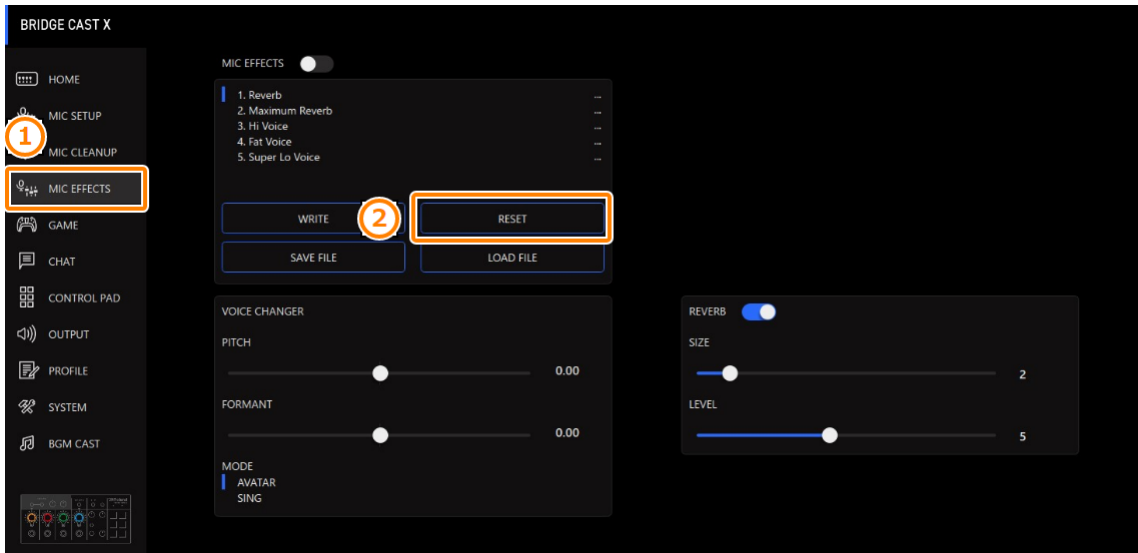 BRIDGE CAST X
HOME
MIC SETUP
1
MIC CLEANUP
MIC EFFECTS
GAME
CHAT
CONTROL PAD
OUTPUT
PROFILE
SYSTEM
BGM CAST
MIC EFFECTS
1. Reverb ...
2. Maximum Reverb ...
3. Hi Voice ...
4. Fat Voice ...
5. Super Lo Voice ...
WRITE 2 RESET
SAVE FILE LOAD FILE
VOICE CHANGER
PITCH
0.00
FORMANT
0.00
MODE
AVATAR
SING
REVERB
SIZE
2
LEVEL
5